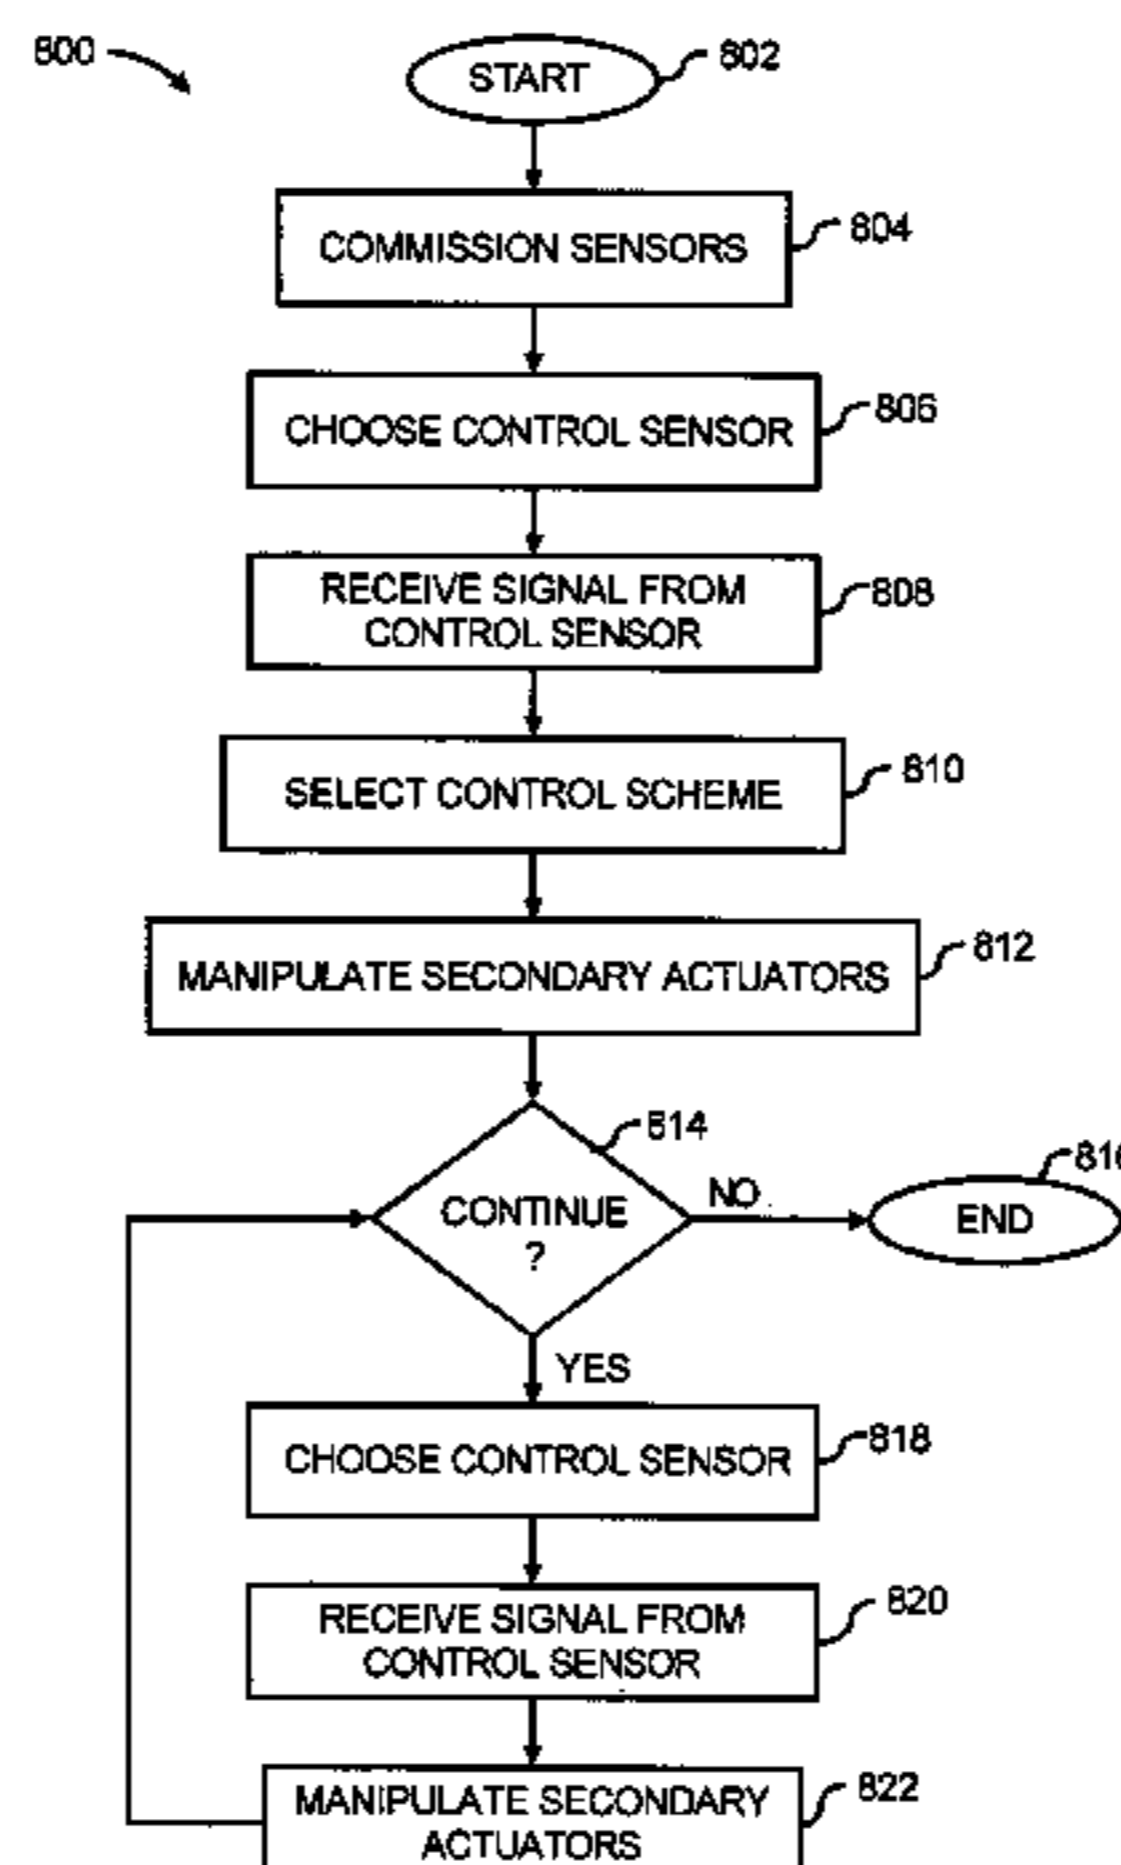 800
START
802
COMMISSION SENSORS
804
CHOOSE CONTROL SENSOR
806
RECEIVE SIGNAL FROM
CONTROL SENSOR
808
SELECT CONTROL SCHEME
810
MANIPULATE SECONDARY ACTUATORS
812
814
CONTINUE
?
NO
816
END
YES
CHOOSE CONTROL SENSOR
818
RECEIVE SIGNAL FROM
CONTROL SENSOR
820
MANIPULATE SECONDARY
ACTUATORS
822